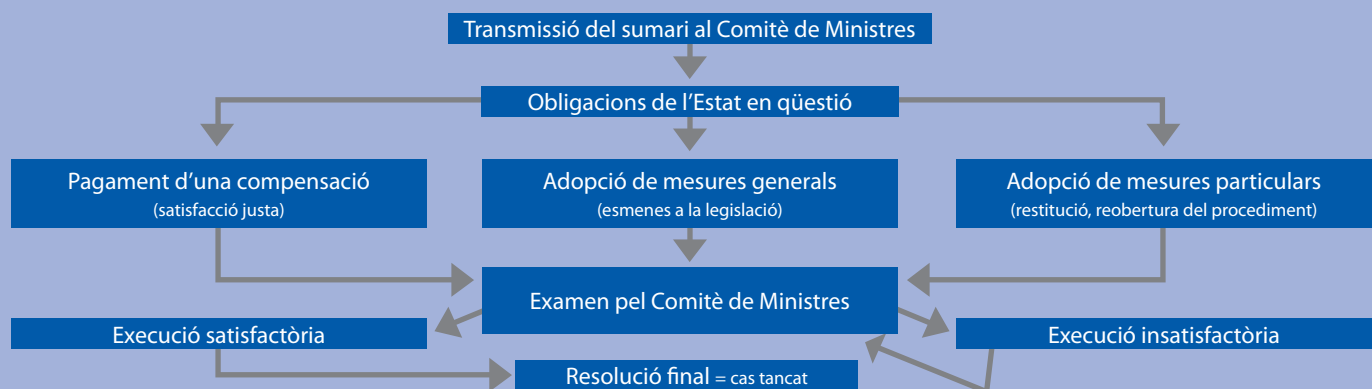 Transmissió del sumari al Comitè de Ministres
Obligacions de l’Estat en qüestió
Pagament d’una compensació
(satisfacció justa)
Adopció de mesures generals
(esmenes a la legislació)
Adopció de mesures particulars
(restitució, reobertura del procediment)
Examen pel Comitè de Ministres
Execució satisfactòria
Execució insatisfactòria
Resolució final = cas tancat